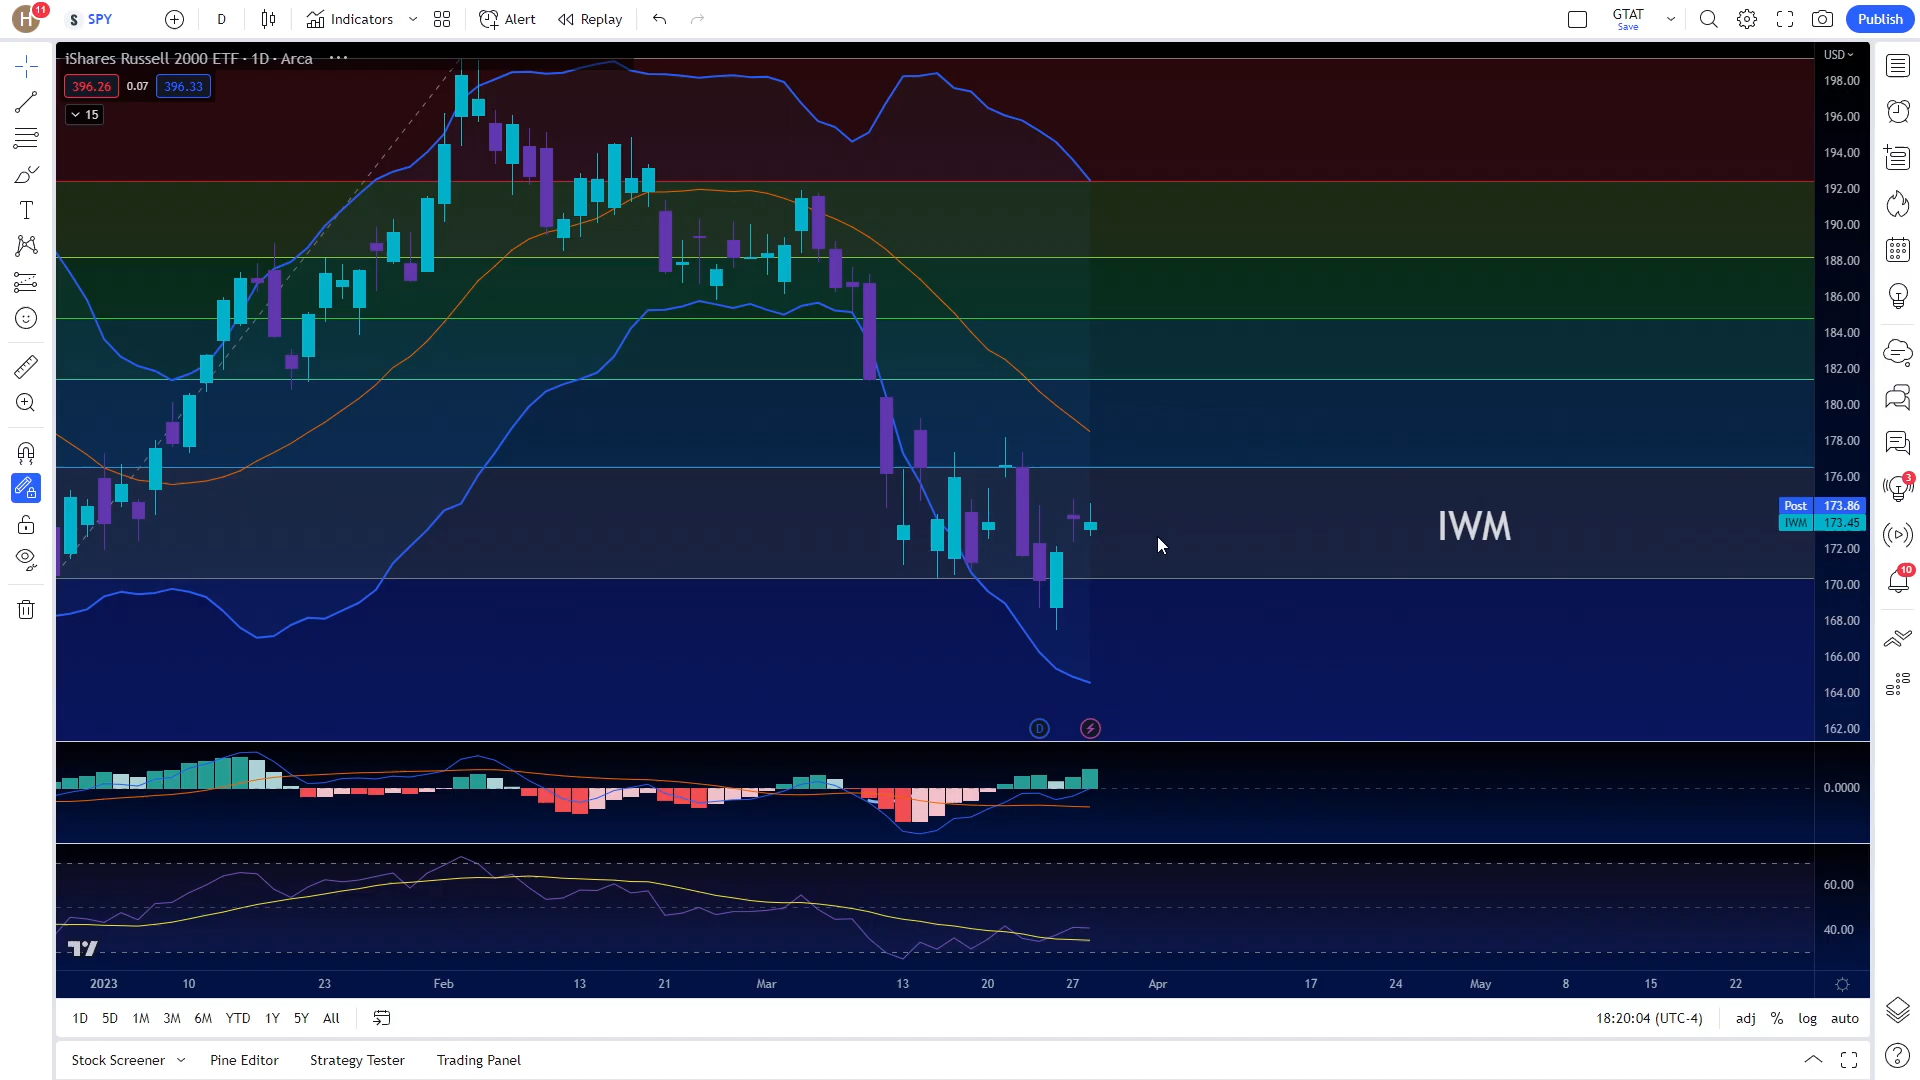 H 11 S SPY D Indicators Alert Replay GTAT Save Publish
iShares Russell 2000 ETF · 1D · Arca ···
396.26 0.07 396.33
15
USD
198.00
196.00
194.00
192.00
190.00
188.00
186.00
184.00
182.00
180.00
178.00
176.00
Post 173.86
IWM 173.45
IWM
172.00
170.00
168.00
166.00
164.00
162.00
D
0.0000
60.00
40.00
3
10
2023 10 23 Feb 13 21 Mar 13 20 27 Apr 17 24 May 8 15 22
1D 5D 1M 3M 6M YTD 1Y 5Y All 18:20:04 (UTC-4) adj % log auto
Stock Screener Pine Editor Strategy Tester Trading Panel